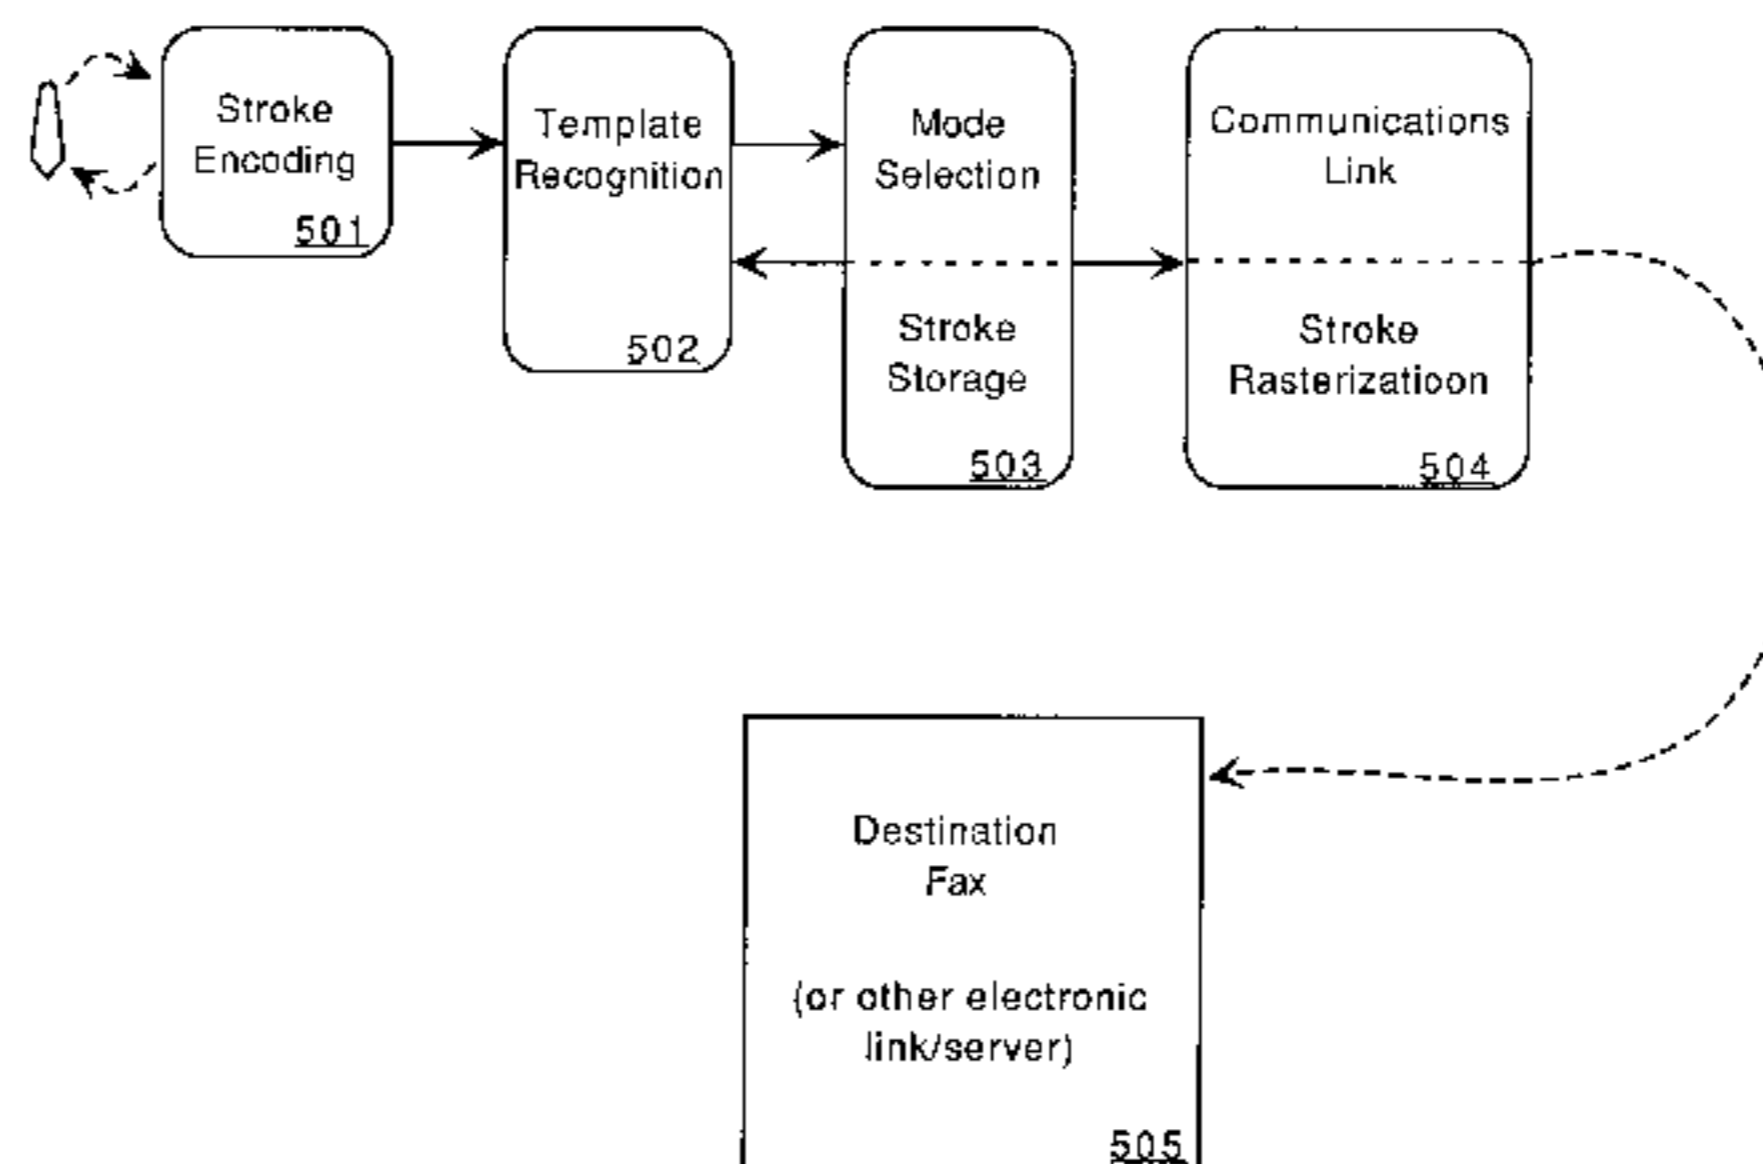 Stroke
Encoding
501
Template
Recognition
502
Mode
Selection
Stroke
Storage
503
Communications
Link
Stroke
Rasterizatioon
504
Destination
Fax
(or other electronic
link/server)
505